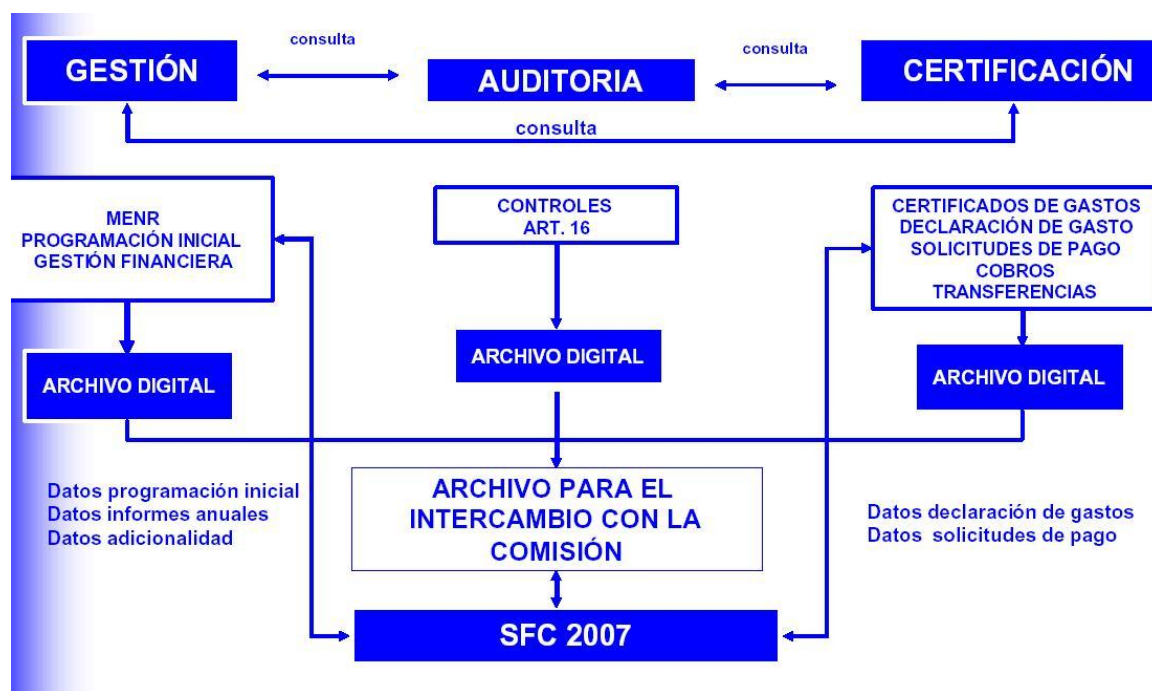 consulta
consulta
GESTIÓN
AUDITORIA
CERTIFICACIÓN
consulta
MENR
PROGRAMACIÓN INICIAL
GESTIÓN FINANCIERA
CONTROLES
ART. 16
CERTIFICADOS DE GASTOS
DECLARACIÓN DE GASTO
SOLICITUDES DE PAGO
COBROS
TRANSFERENCIAS
ARCHIVO DIGITAL
ARCHIVO DIGITAL
ARCHIVO DIGITAL
Datos programación inicial
Datos informes anuales
Datos adicionalidad
ARCHIVO PARA EL
INTERCAMBIO CON LA
COMISIÓN
Datos declaración de gastos
Datos solicitudes de pago
SFC 2007